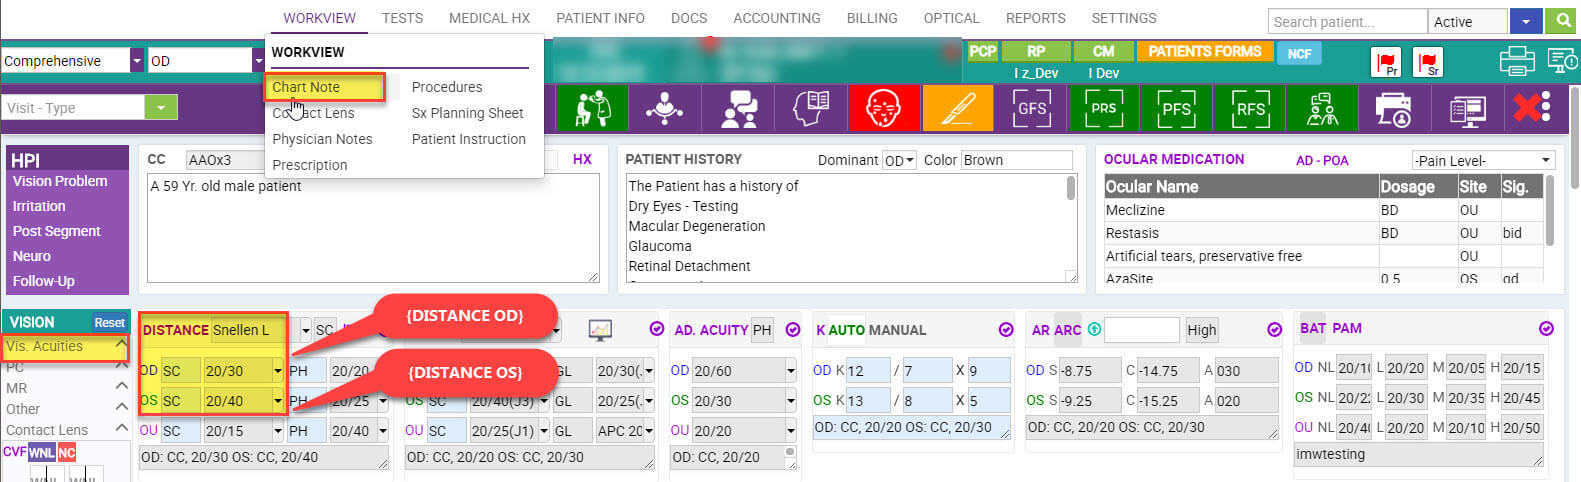 WORKVIEW TESTS MEDICAL HX PATIENT INFO DOCS ACCOUNTING BILLING OPTICAL REPORTS SETTINGS Search patient... Active
Comprehensive OD
WORKVIEW
Chart Note Procedures
Contact Lens Sx Planning Sheet
Physician Notes Patient Instruction
Prescription
PCP RP CM PATIENTS FORMS NCF Pr Sr
I z_Dev I Dev
Visit - Type GFS PRS PFS RFS
HPI
Vision Problem
Irritation
Post Segment
Neuro
Follow-Up
CC AAOx3 HX
A 59 Yr. old male patient
PATIENT HISTORY Dominant OD Color Brown
The Patient has a history of
Dry Eyes - Testing
Macular Degeneration
Glaucoma
Retinal Detachment
OCULAR MEDICATION AD - POA -Pain Level-
Ocular Name Dosage Site Sig.
Meclizine BD OU
Restasis BD OU bid
Artificial tears, preservative free OU
AzaSite 0.5 OS qd
VISION Reset
Vis. Acuities
PC
MR
Other
Contact Lens
CVF WNL NC
DISTANCE Snellen L SC
OD SC 20/30 PH 20/20
OS SC 20/40 PH 20/25
OU SC 20/15 PH 20/40
OD: CC, 20/30 OS: CC, 20/40
{DISTANCE OD}
{DISTANCE OS}
GL 20/30(J
OS SC 20/40(J3) GL 20/25(
OU SC 20/25(J1) GL APC 20
OD: CC, 20/20 OS: CC, 20/30
AD. ACUITY PH
OD 20/60
OS 20/30
OU 20/20
OD: CC, 20/20
K AUTO MANUAL
OD K 12 / 7 X 9
OS K 13 / 8 X 5
OD: CC, 20/20 OS: CC, 20/30
AR ARC High
OD S -8.75 C -14.75 A 030
OS S -9.25 C -15.25 A 020
OD: CC, 20/20 OS: CC, 20/30
BAT PAM
OD NL 20/10 L 20/20 M 20/05 H 20/15
OS NL 20/22 L 20/30 M 20/35 H 20/45
OU NL 20/40 L 20/20 M 20/10 H 20/50
imwtesting